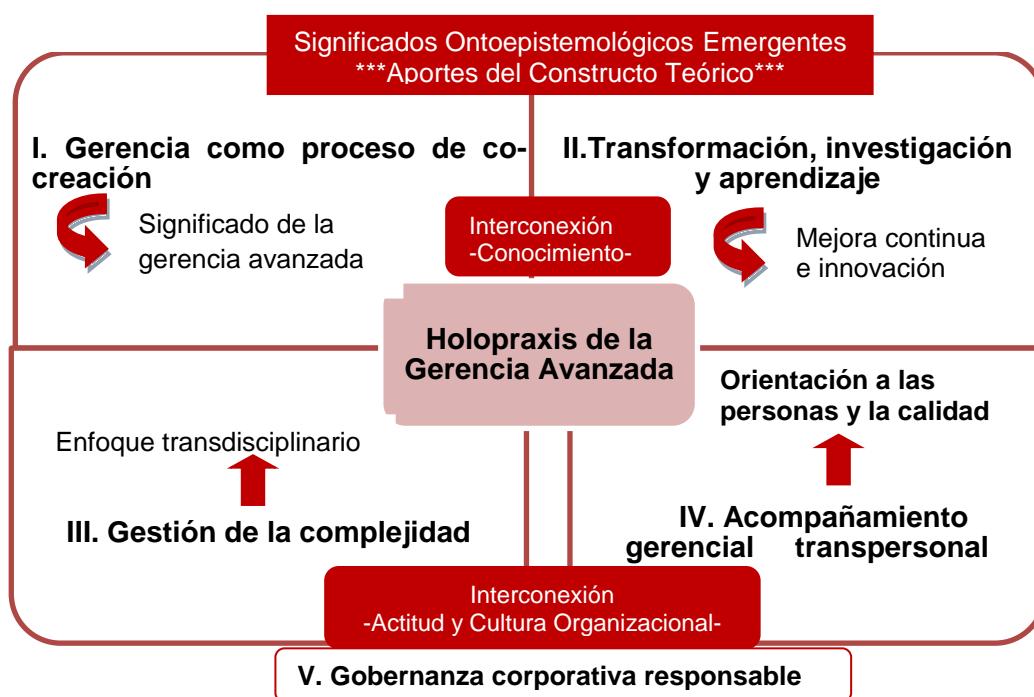 Significados Ontoepistemológicos Emergentes
***Aportes del Constructo Teórico***
I. Gerencia como proceso de co-
creación
Significado de la
gerencia avanzada
II.Transformación, investigación
y aprendizaje
Mejora continua
e innovación
Interconexión
-Conocimiento-
Holopraxis de la
Gerencia Avanzada
Enfoque transdisciplinario
III. Gestión de la complejidad
Orientación a las
personas y la calidad
IV. Acompañamiento
gerencial transpersonal
Interconexión
-Actitud y Cultura Organizacional-
V. Gobernanza corporativa responsable